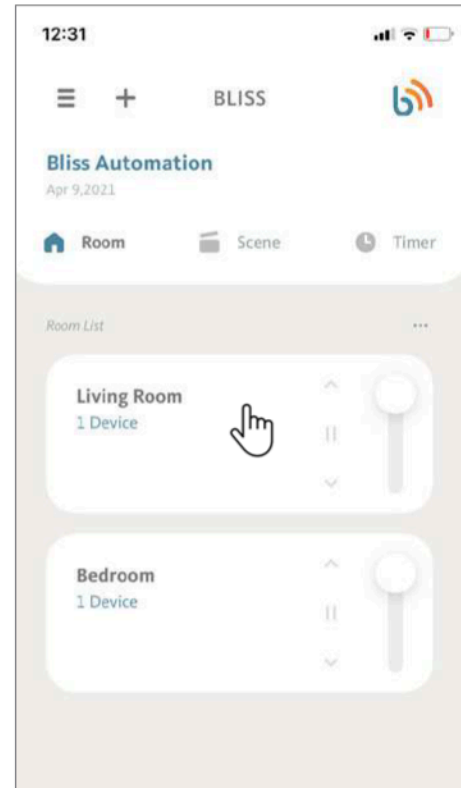 12:31
BLISS
Bliss Automation
Apr 9,2021
Room Scene Timer
Room List
Living Room
1 Device
Bedroom
1 Device